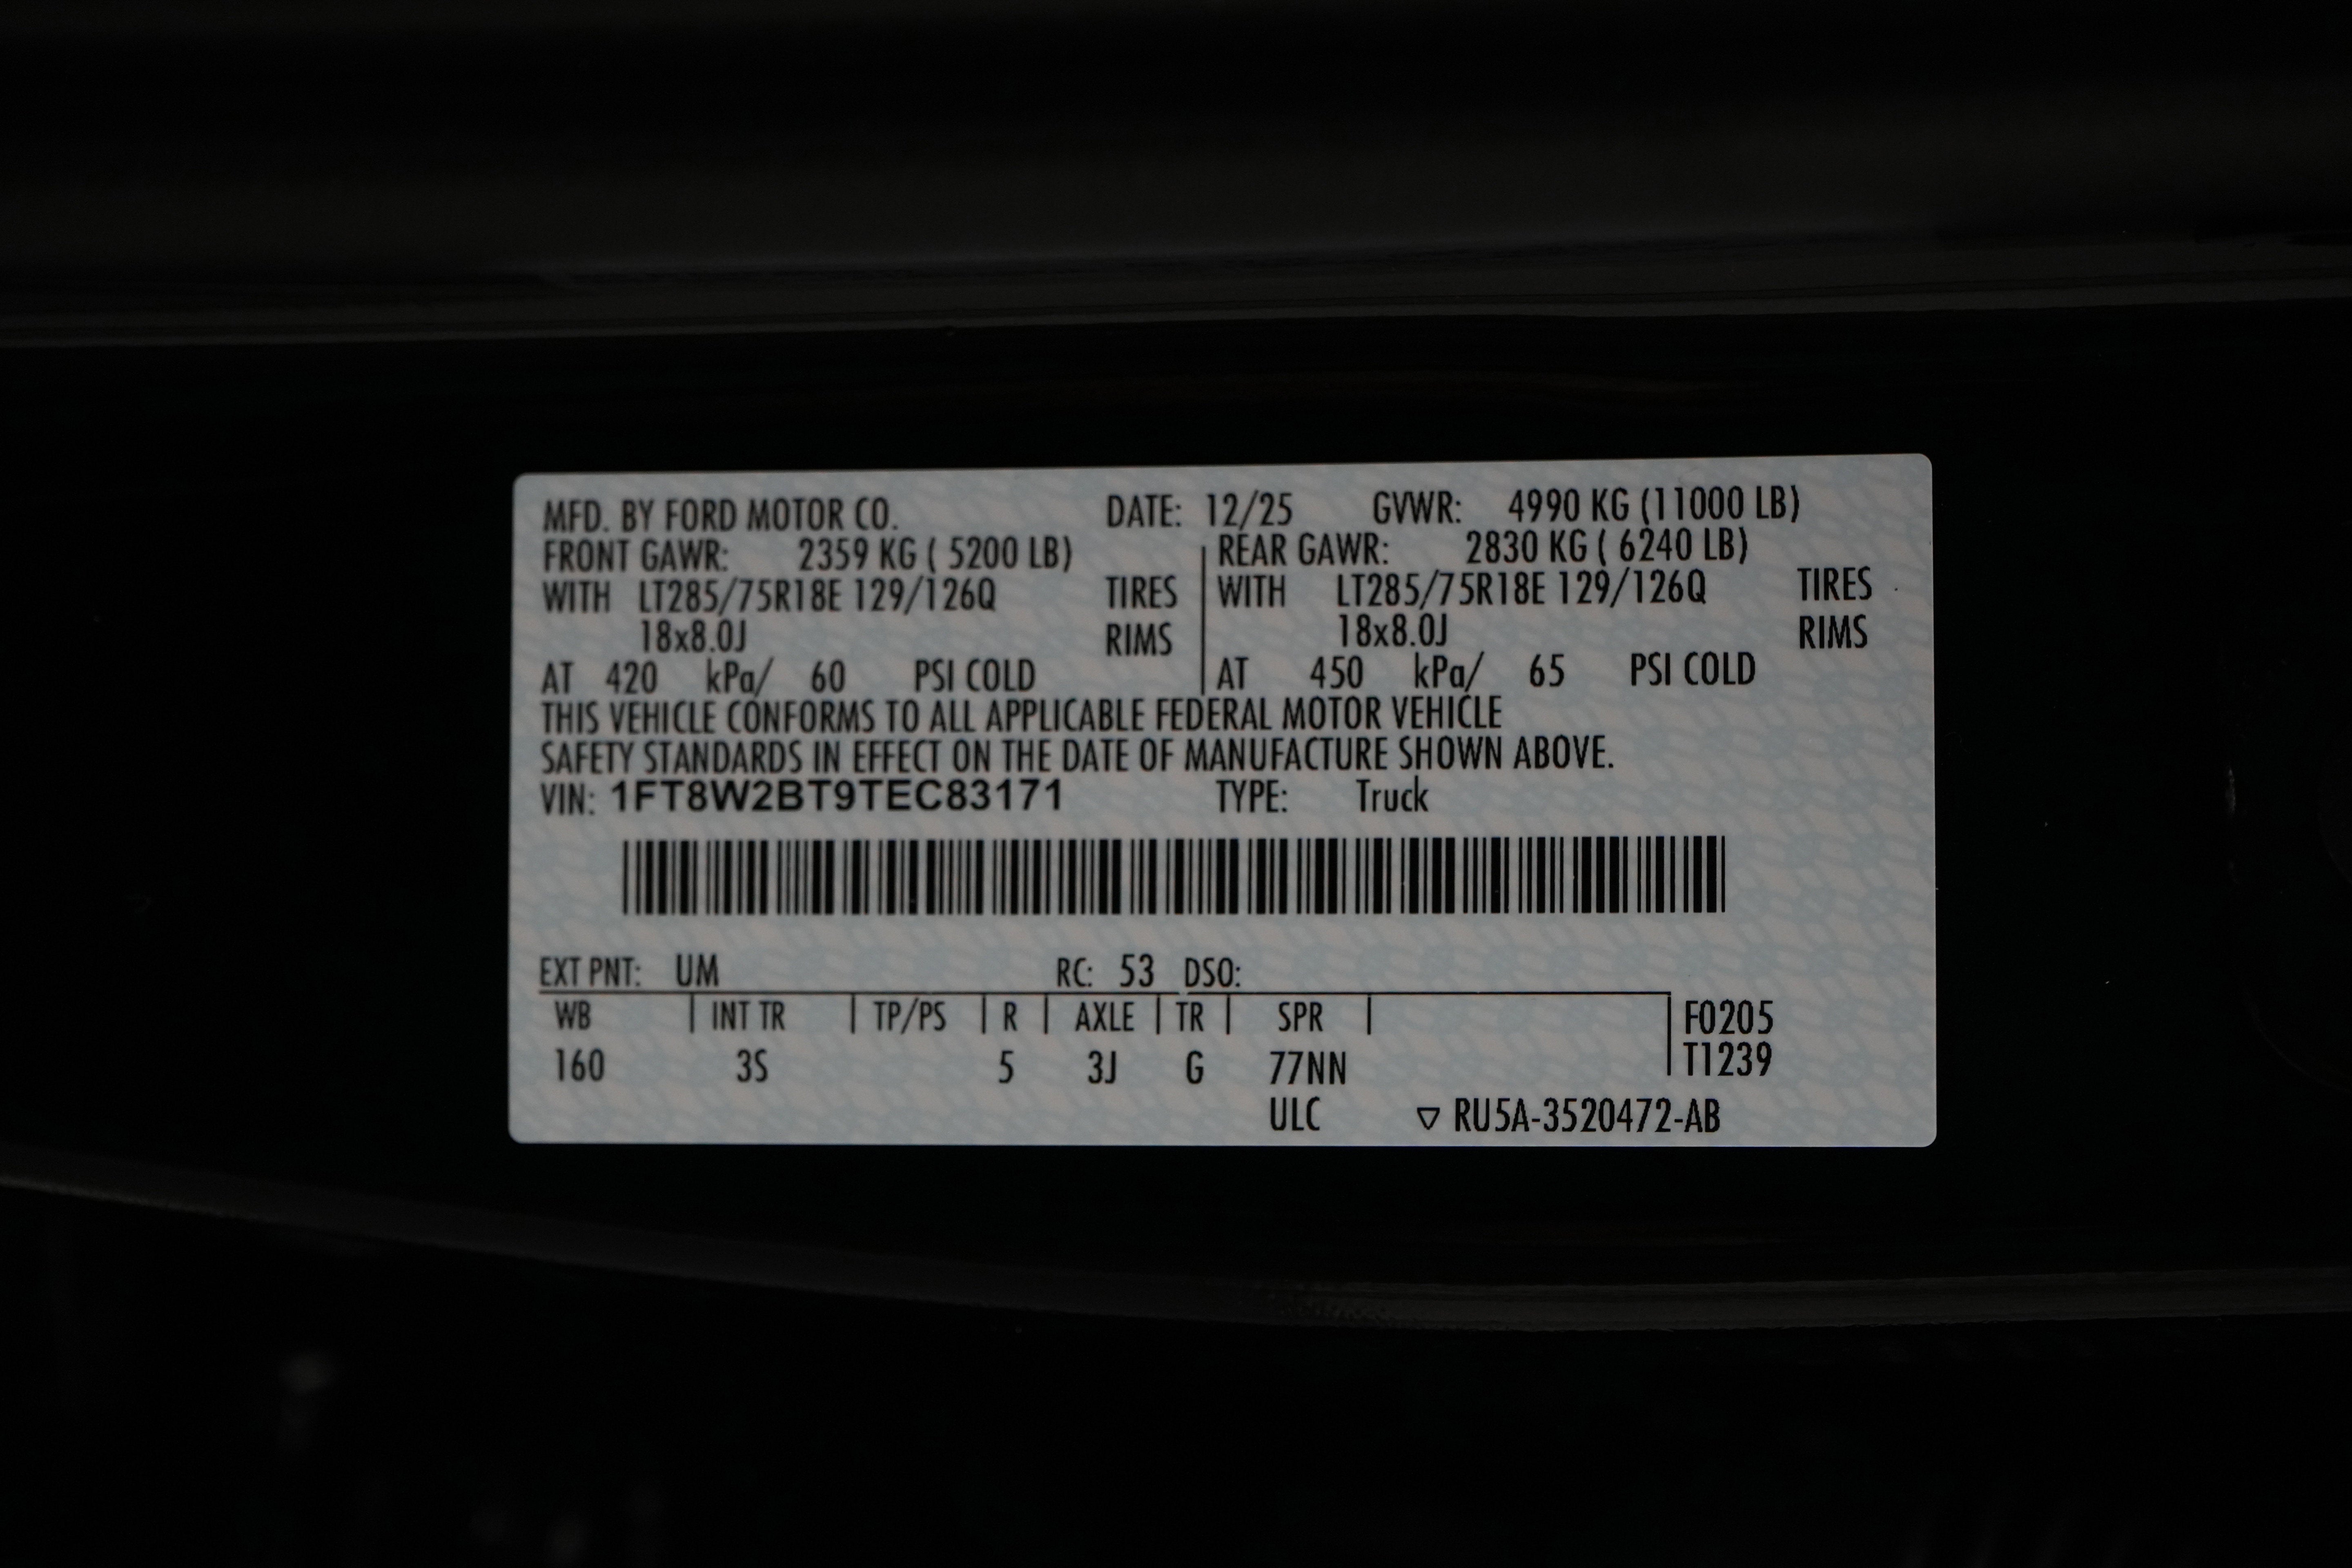 MFD. BY FORD MOTOR CO. DATE: 12/25 GVWR: 4990 KG (11000 LB)
FRONT GAWR: 2359 KG ( 5200 LB) REAR GAWR: 2830 KG ( 6240 LB)
WITH LT285/75R18E 129/126Q TIRES WITH LT285/75R18E 129/126Q TIRES
18x8.0J RIMS 18x8.0J RIMS
AT 420 kPa/ 60 PSI COLD AT 450 kPa/ 65 PSI COLD
THIS VEHICLE CONFORMS TO ALL APPLICABLE FEDERAL MOTOR VEHICLE
SAFETY STANDARDS IN EFFECT ON THE DATE OF MANUFACTURE SHOWN ABOVE.
VIN: 1FT8W2BT9TEC83171 TYPE: Truck
EXT PNT: UM RC: 53 DSO:
WB INT TR TP/PS R AXLE TR SPR F0205
160 3S 5 3J G 77NN T1239
ULC ▽ RU5A-3520472-AB